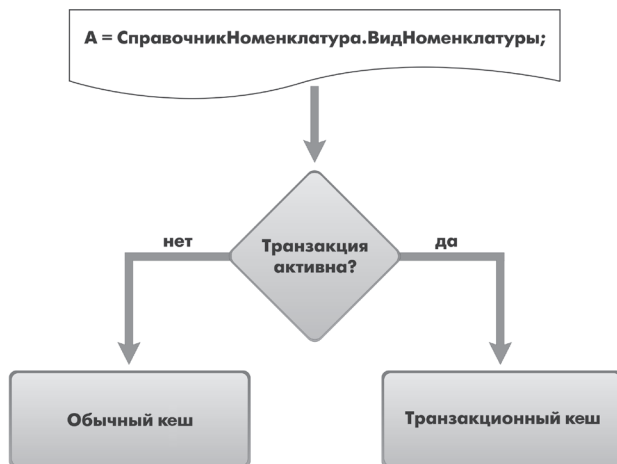 А = СправочникНоменклатура.ВидНоменклатуры;
нет
Транзакция
активна?
да
Обычный кеш
Транзакционный кеш